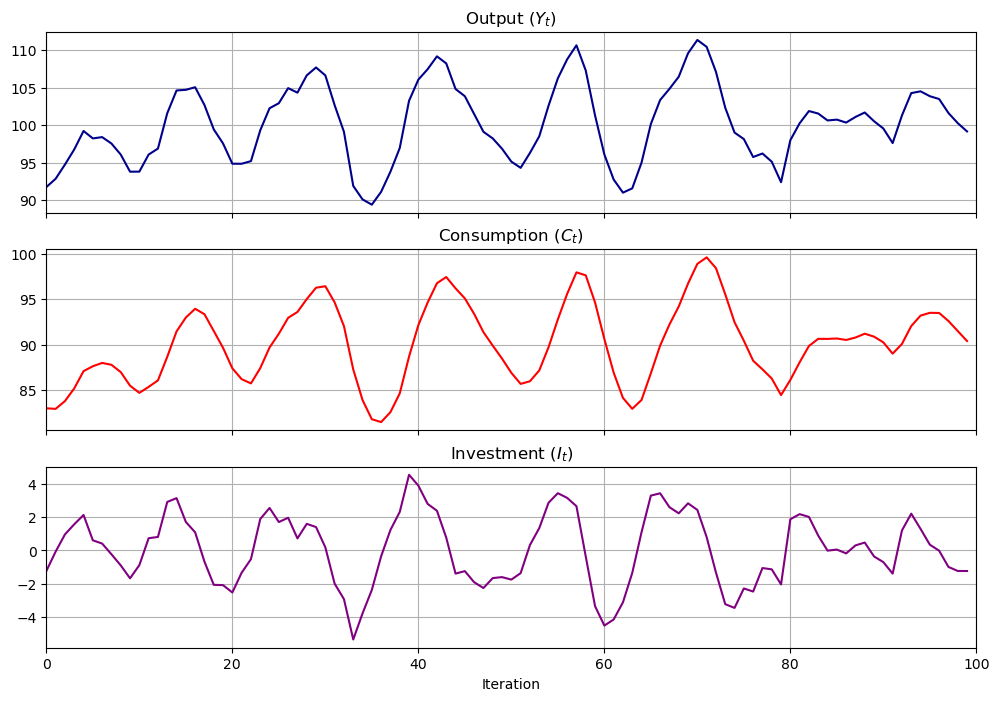 Output (Y_t)
110
105
100
95
90
Consumption (C_t)
100
95
90
85
Investment (I_t)
4
2
0
−2
−4
0 20 40 60 80 100
Iteration